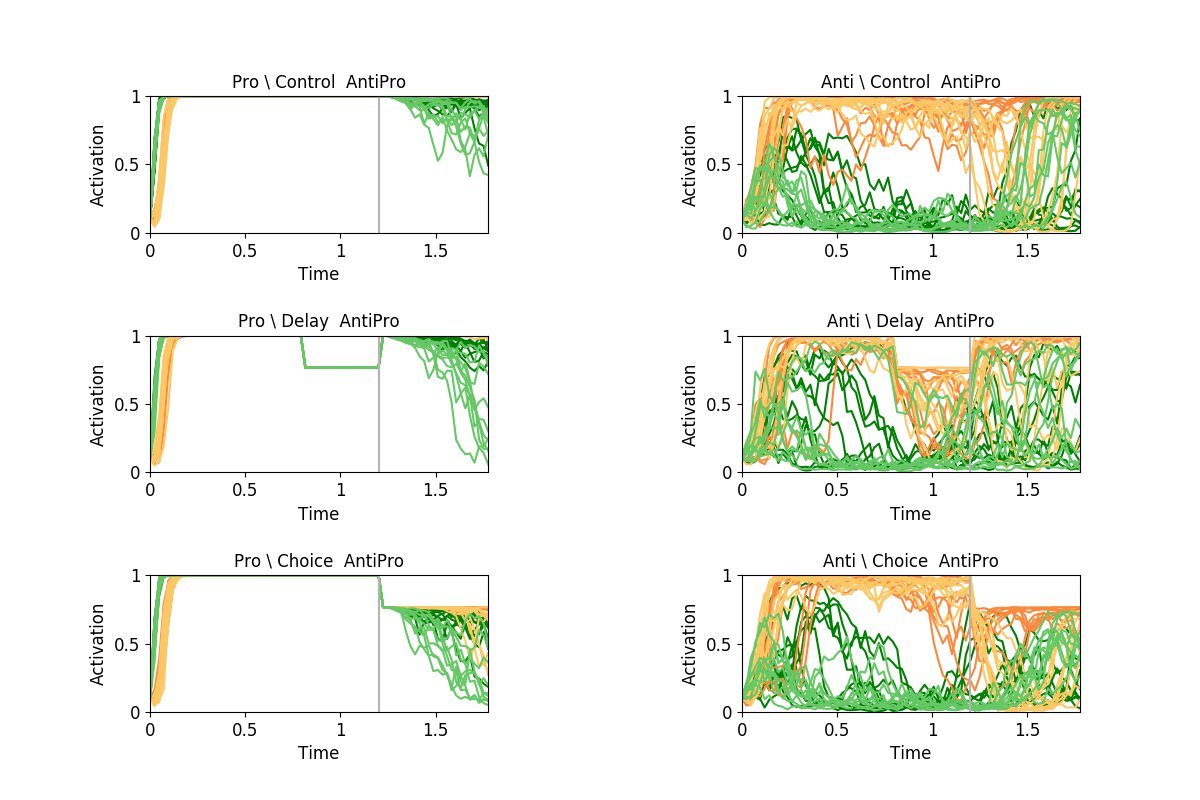 Pro \ Control  AntiPro
1
0.5
0
Activation
0
0.5
1
1.5
Time
Anti \ Control  AntiPro
1
0.5
0
Activation
0
0.5
1
1.5
Time
Pro \ Delay  AntiPro
1
0.5
0
Activation
0
0.5
1
1.5
Time
Anti \ Delay  AntiPro
1
0.5
0
Activation
0
0.5
1
1.5
Time
Pro \ Choice  AntiPro
1
0.5
0
Activation
0
0.5
1
1.5
Time
Anti \ Choice  AntiPro
1
0.5
0
Activation
0
0.5
1
1.5
Time